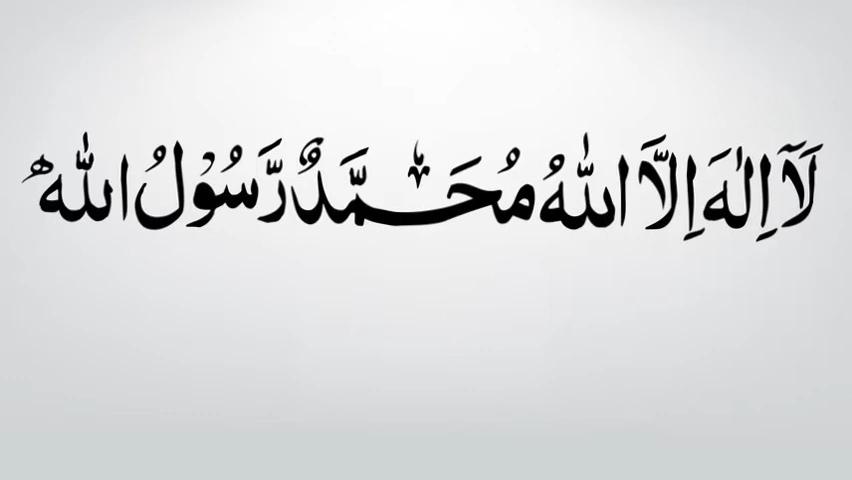 لَآ اِلٰهَ اِلَّا اللّٰهُ مُحَمَّدٌ رَّسُوْلُ اللّٰهِ